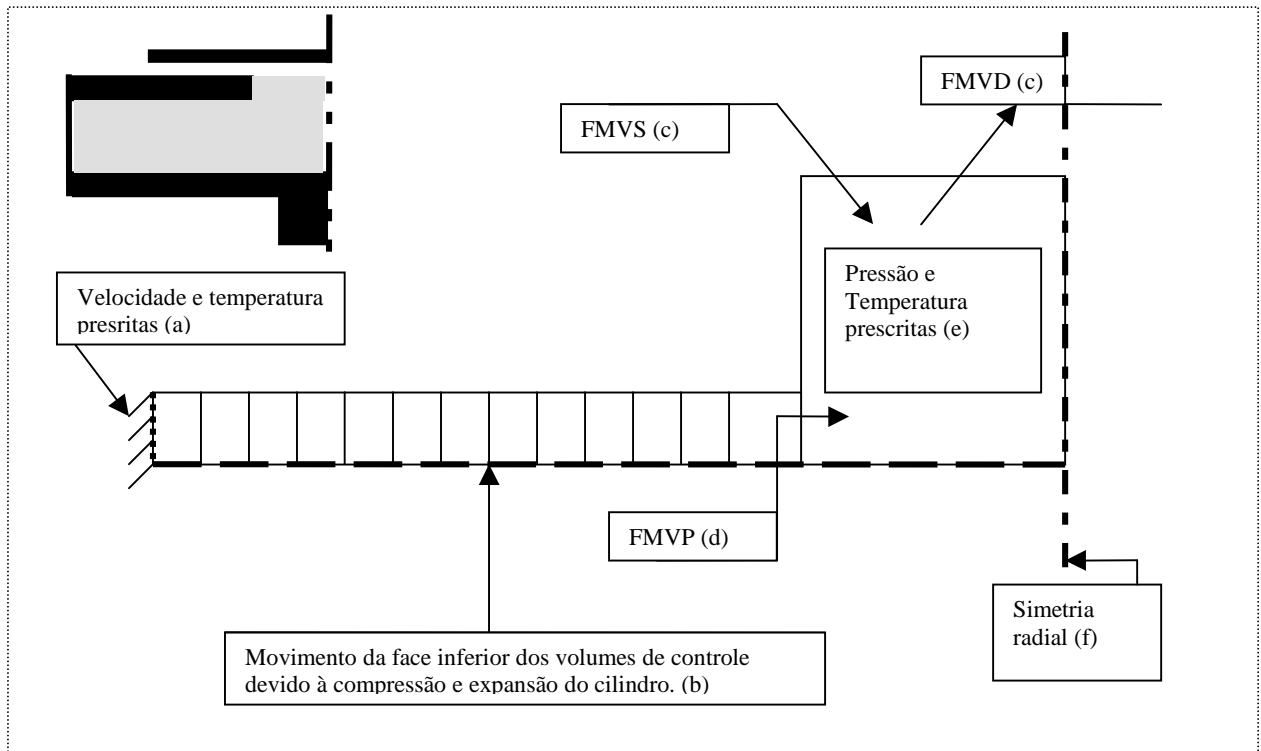 FMVD (c)
FMVS (c)
Velocidade e temperatura
presritas (a)
Pressão e
Temperatura
prescritas (e)
FMVP (d)
Simetria
radial (f)
Movimento da face inferior dos volumes de controle
devido à compressão e expansão do cilindro. (b)